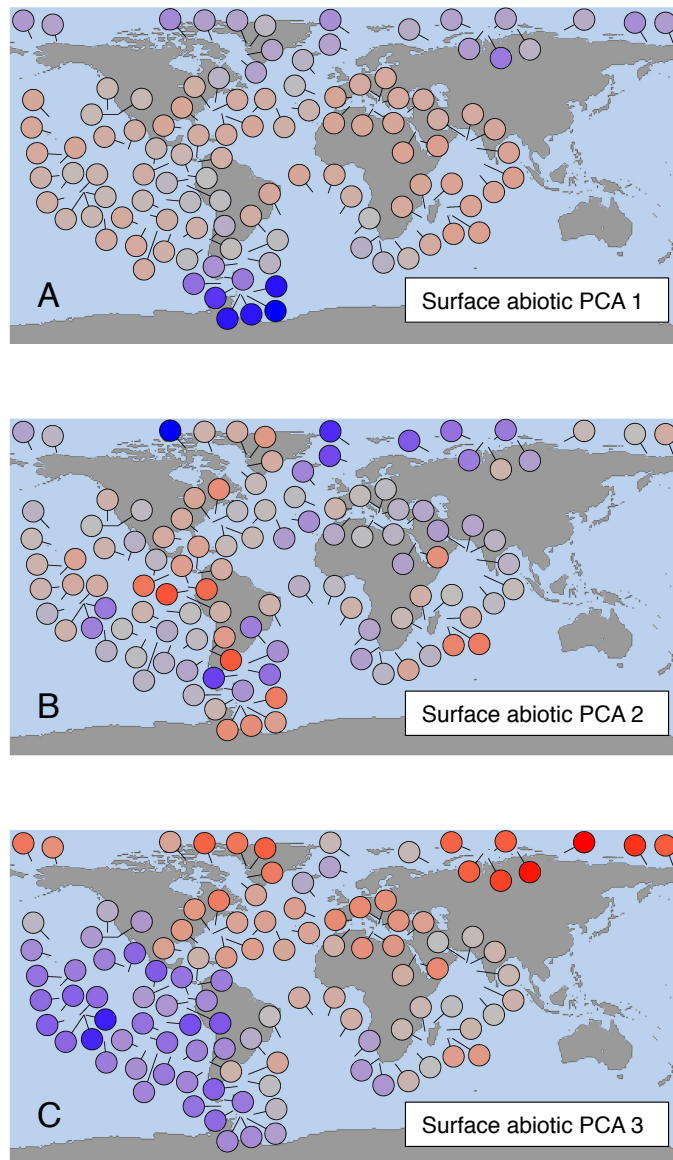 A
Surface abiotic PCA 1
B
Surface abiotic PCA 2
C
Surface abiotic PCA 3